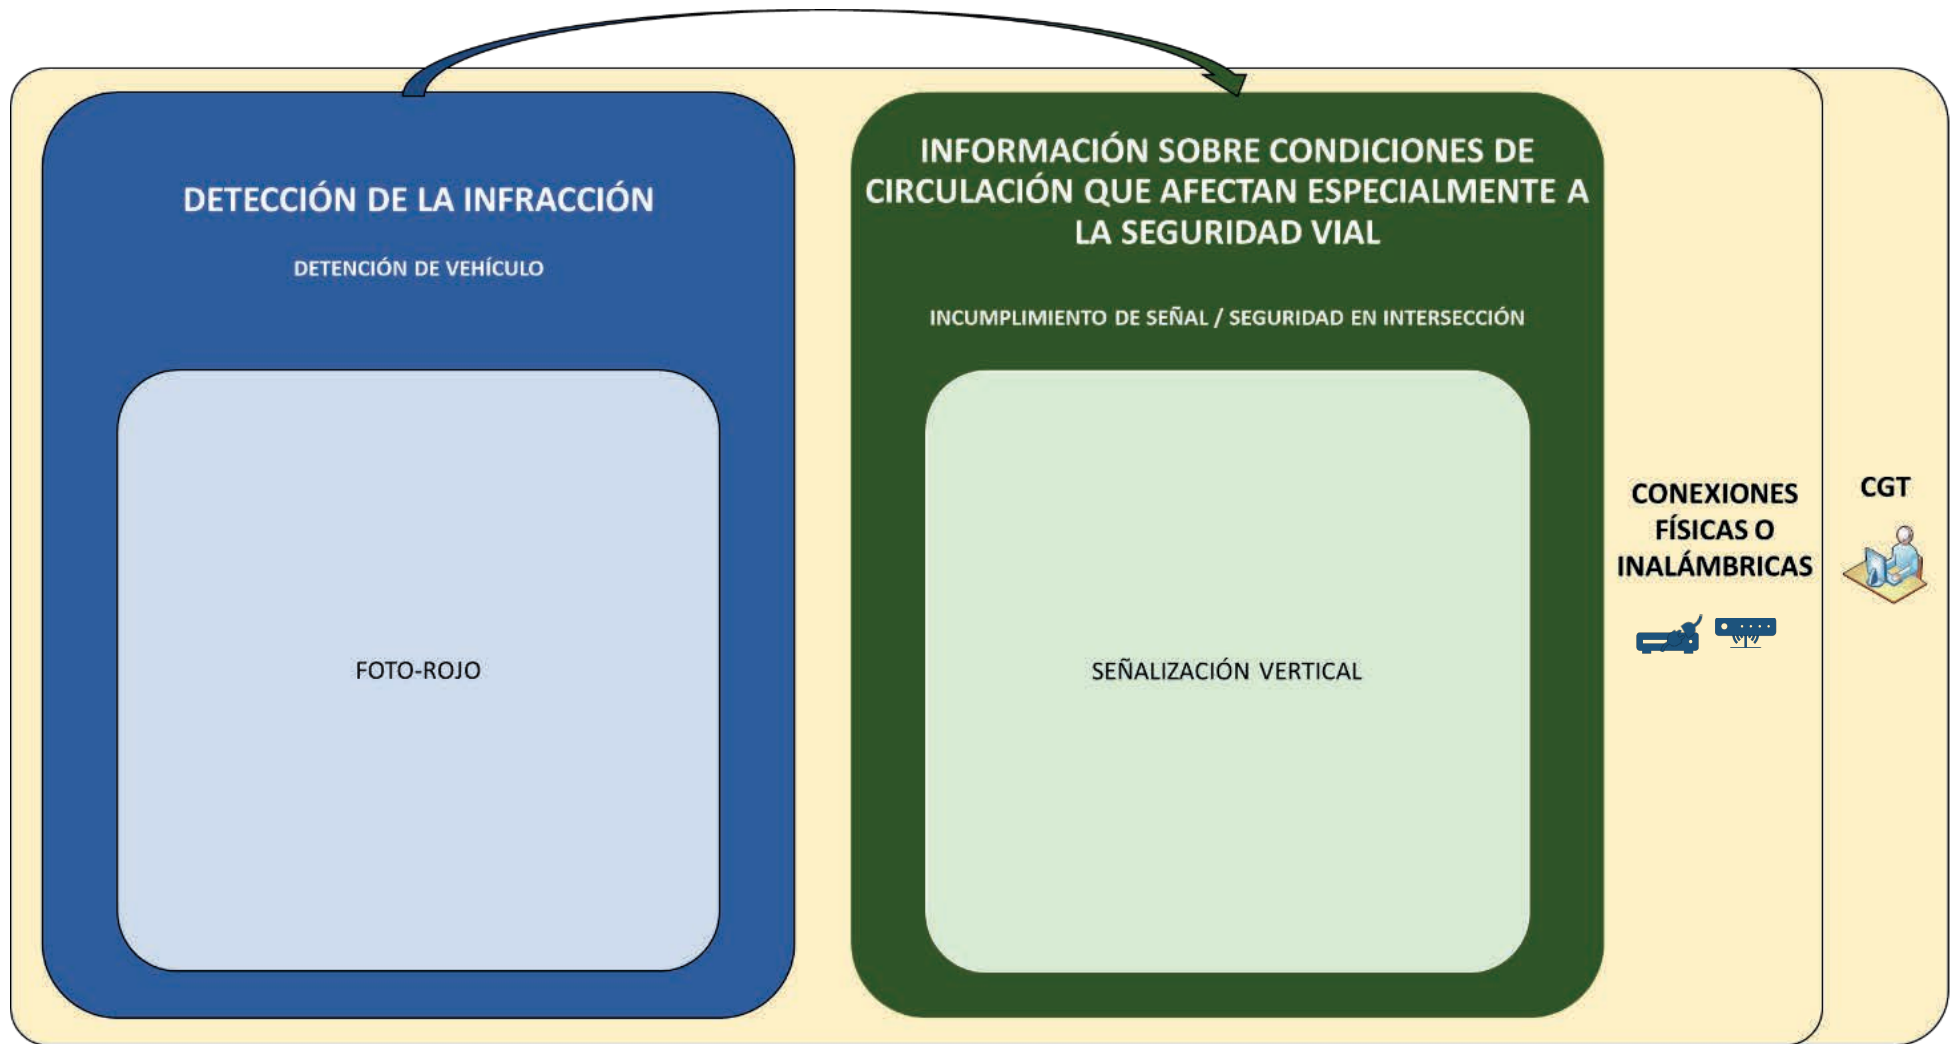 DETECCIÓN DE LA INFRACCIÓN
DETENCIÓN DE VEHÍCULO
FOTO-ROJO
INFORMACIÓN SOBRE CONDICIONES DE
CIRCULACIÓN QUE AFECTAN ESPECIALMENTE A
LA SEGURIDAD VIAL
INCUMPLIMIENTO DE SEÑAL / SEGURIDAD EN INTERSECCIÓN
SEÑALIZACIÓN VERTICAL
CONEXIONES
FÍSICAS O
INALÁMBRICAS
CGT